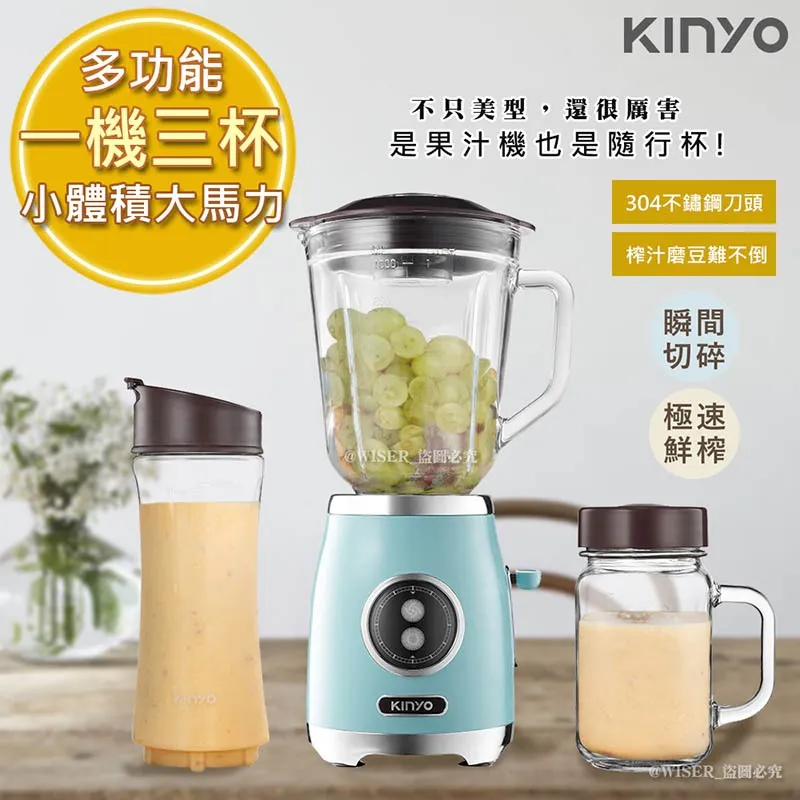 多功能
一機三杯
小體積大馬力
KINYO
不只美型，還很厲害
是果汁機也是隨行杯!
304不鏽鋼刀頭
榨汁磨豆難不倒
瞬間
切碎
極速
鮮榨
@WISER_盜圖必究
KINYO
KINYO
@WISER_盜圖必究